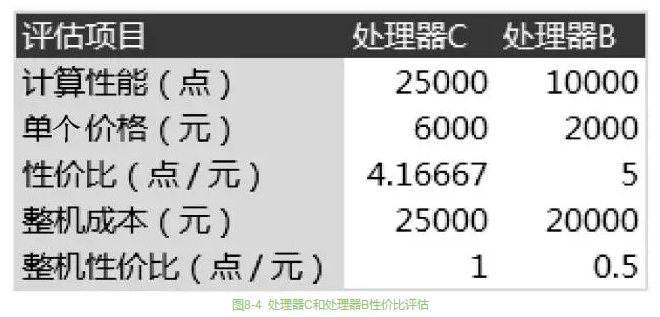 评估项目 处理器C 处理器B
计算性能（点） 25000 10000
单个价格（元） 6000 2000
性价比（点/元） 4.16667 5
整机成本（元） 25000 20000
整机性价比（点/元） 1 0.5
图8-4 处理器C和处理器B性价比评估